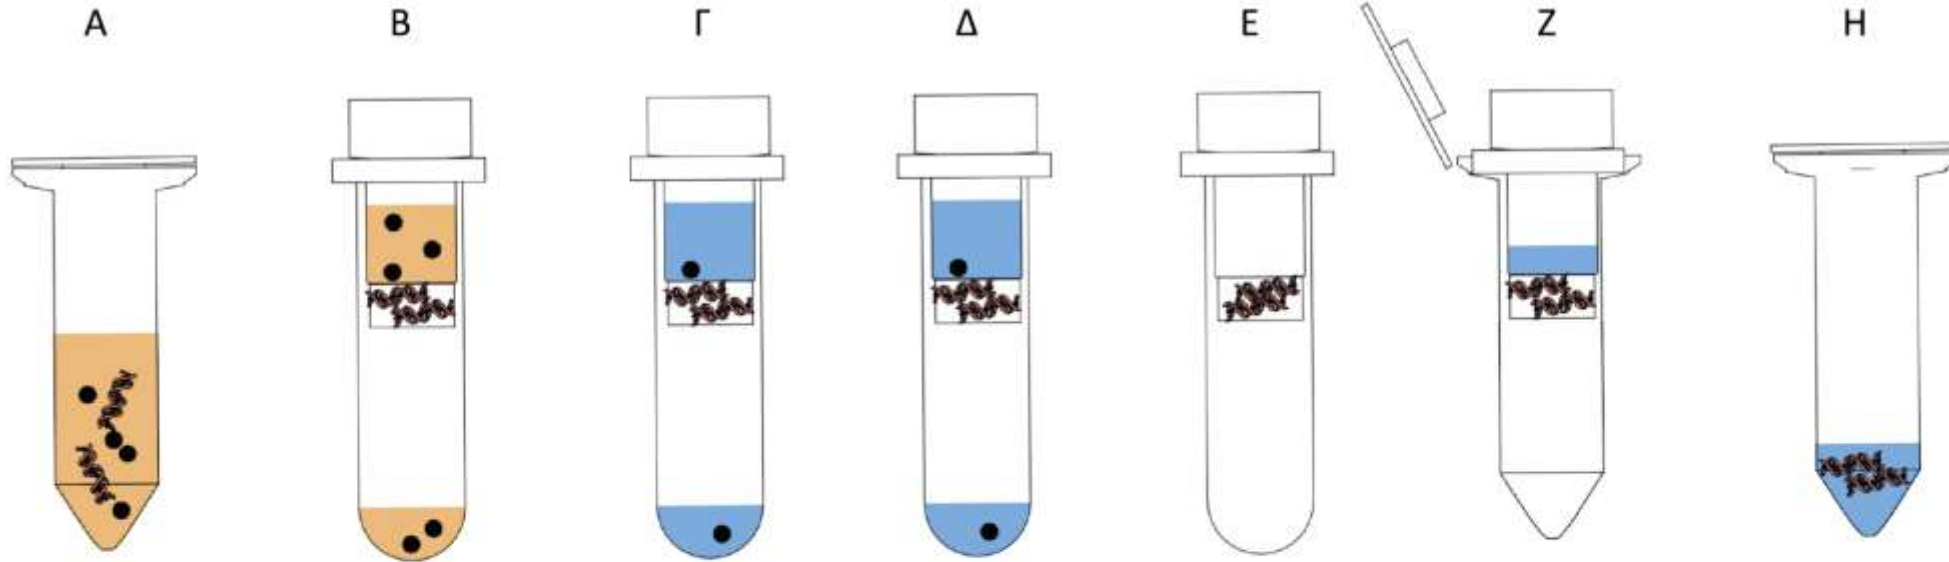 Α Β Γ Δ Ε Ζ Η